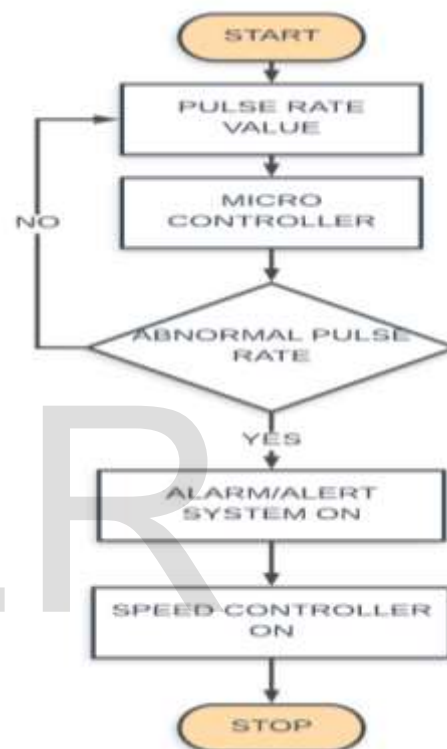 START
PULSE RATE
VALUE
MICRO
CONTROLLER
NO
ABNORMAL PULSE
RATE
YES
ALARM/ALERT
SYSTEM ON
SPEED CONTROLLER
ON
STOP
R